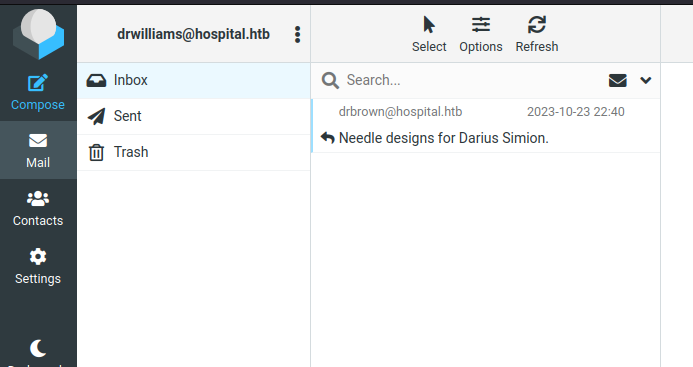 drwilliams@hospital.htb
Select
Options
Refresh
Compose
Mail
Contacts
Settings
Inbox
Sent
Trash
Search...
drbrown@hospital.htb
2023-10-23 22:40
Needle designs for Darius Simion.